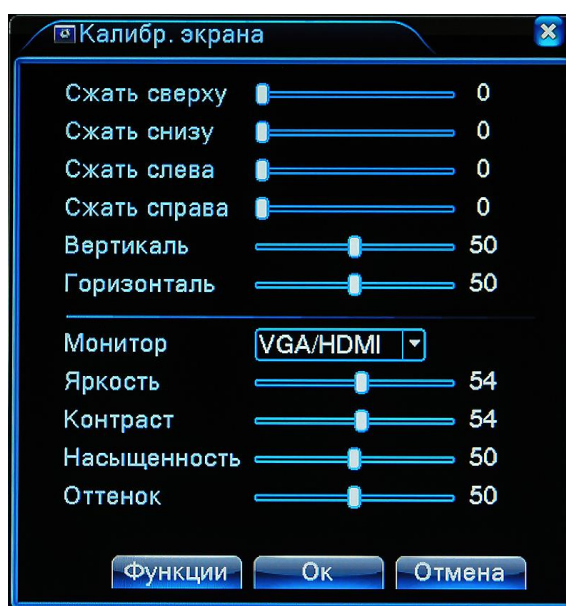 Калибр. экрана
Сжать сверху 0
Сжать снизу 0
Сжать слева 0
Сжать справа 0
Вертикаль 50
Горизонталь 50
Монитор VGA/HDMI
Яркость 54
Контраст 54
Насыщенность 50
Оттенок 50
Функции Ок Отмена